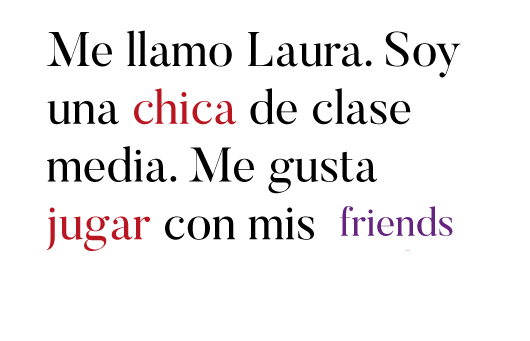 Me llamo Laura. Soy
una chica de clase
media. Me gusta
jugar con mis friends